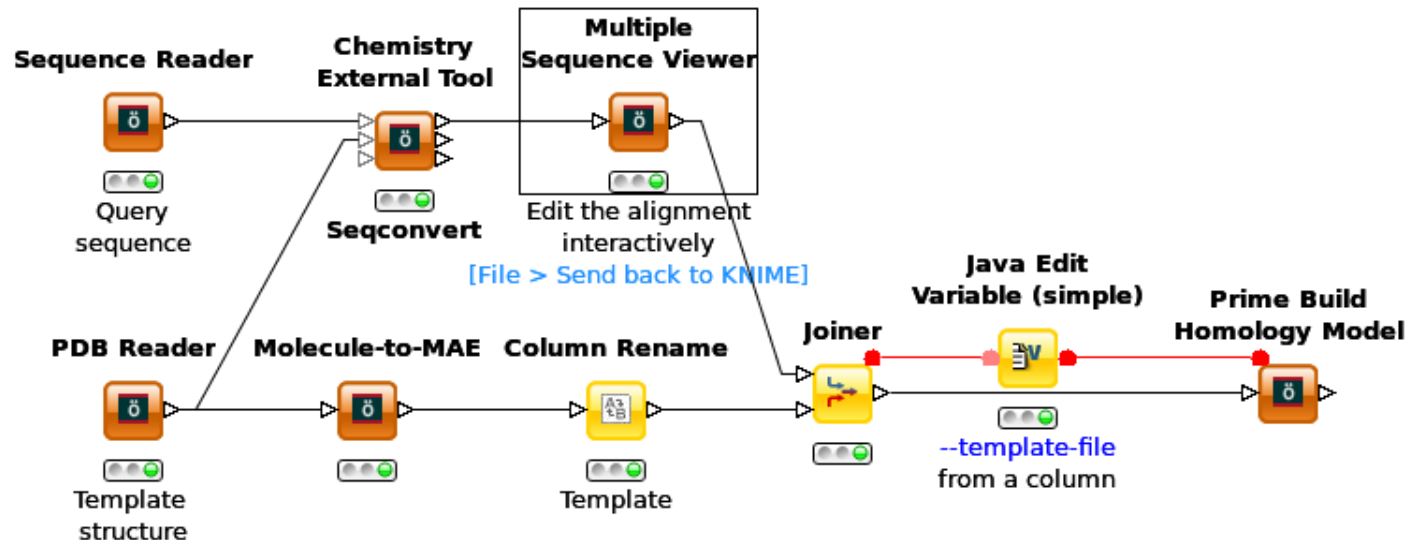 Sequence Reader
ö
Query
sequence
Chemistry
External Tool
ö
Seqconvert
Multiple
Sequence Viewer
ö
Edit the alignment
interactively
[File > Send back to KNIME]
PDB Reader
ö
Template
structure
Molecule-to-MAE
ö
Column Rename
A
B
Template
Joiner
Java Edit
Variable (simple)
V
--template-file
from a column
Prime Build
Homology Model
ö